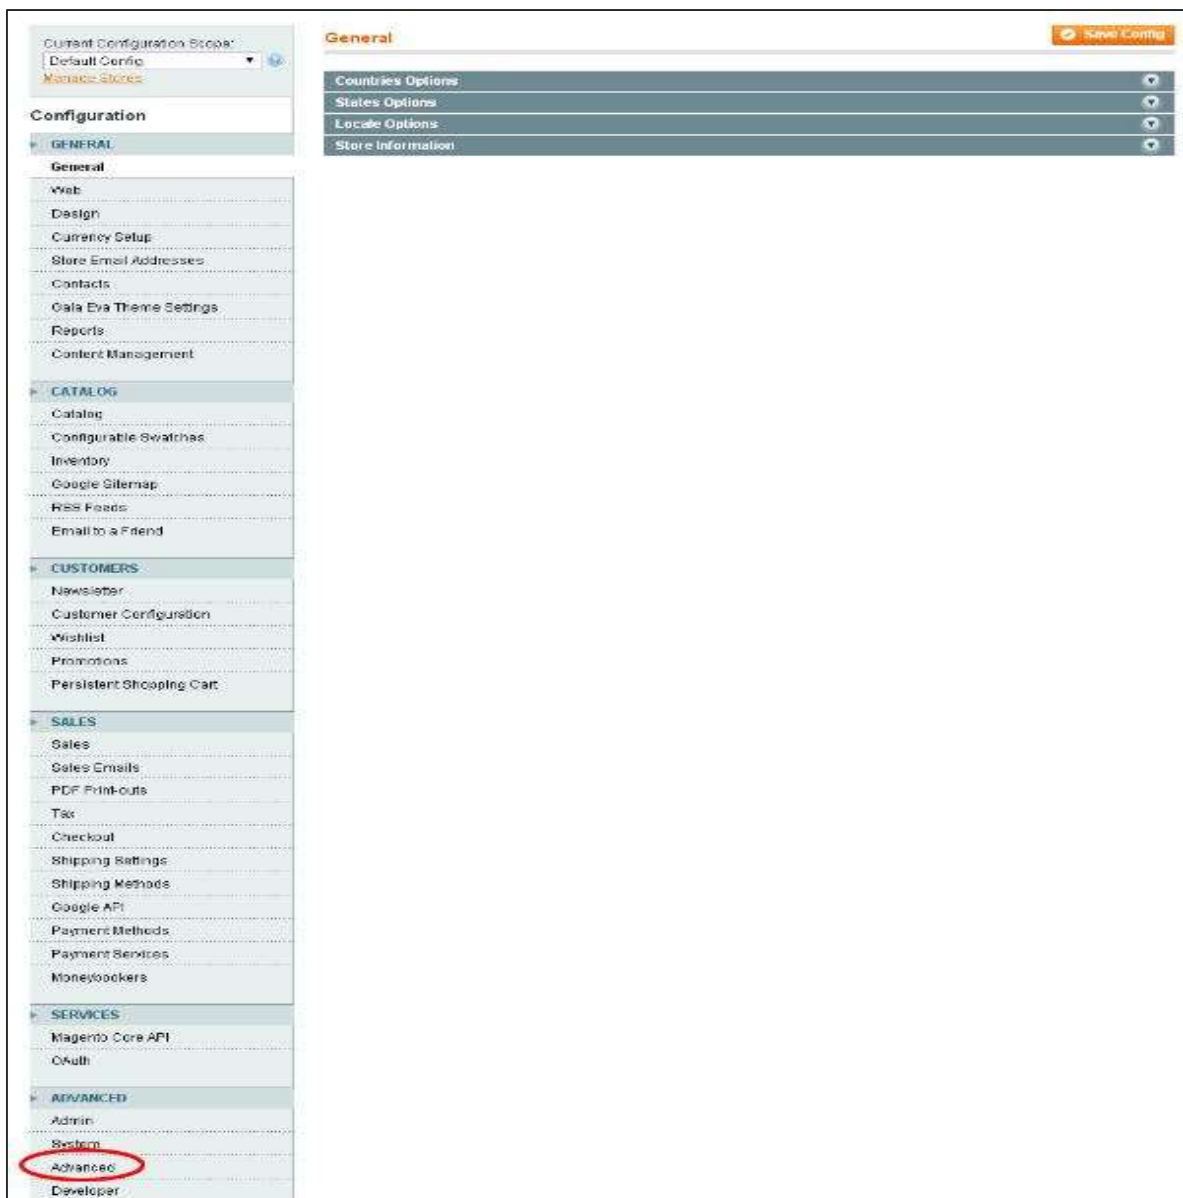 Current Configuration Scope:
Default Config
Manage Stores
Configuration
GENERAL
General
Web
Design
Currency Setup
Store Email Addresses
Contacts
Gala Eva Theme Settings
Reports
Content Management
CATALOG
Catalog
Configurable Swatches
Inventory
Google Sitemap
RSS Feeds
Email to a Friend
CUSTOMERS
Newsletter
Customer Configuration
Wishlist
Promotions
Persistent Shopping Cart
SALES
Sales
Sales Emails
PDF Print-outs
Tax
Checkout
Shipping Settings
Shipping Methods
Google API
Payment Methods
Payment Services
Moneybookers
SERVICES
Magento Core API
OAuth
ADVANCED
Admin
System
Advanced
Developer
General
Save Config
Countries Options
States Options
Locale Options
Store Information